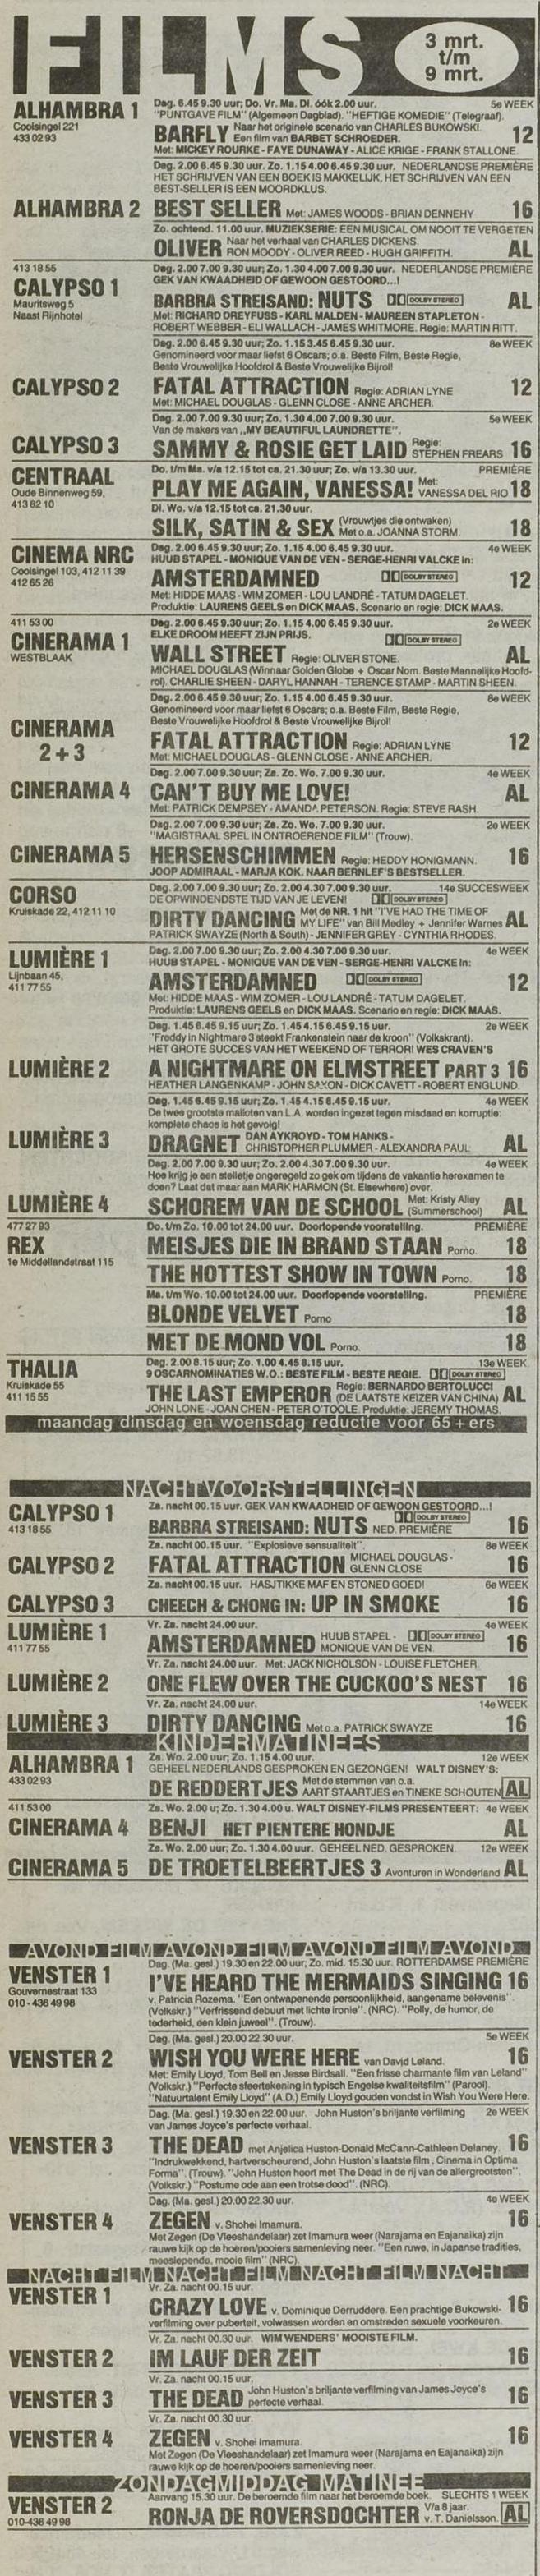 FILMS
3 mrt.
t/m
9 mrt.
ALHAMBRA 1
Coolsingel 221
433 02 93
Dag. 6.45 9.30 uur; Do. Vr. Ma. Di. óók 2.00 uur. 5e WEEK
"PUNTGAVE FILM" (Algemeen Dagblad). "HEFTIGE KOMEDIE" (Telegraaf).
BARFLY Naar het originele scenario van CHARLES BUKOWSKI. 12
Een film van BARBET SCHROEDER.
Met: MICKEY ROURKE - FAYE DUNAWAY - ALICE KRIGE - FRANK STALLONE.
Dag. 2.00 6.45 9.30 uur. Zo. 1.15 4.00 6.45 9.30 uur. NEDERLANDSE PREMIÈRE
HET SCHRIJVEN VAN EEN BOEK IS MAKKELIJK, HET SCHRIJVEN VAN EEN
BEST-SELLER IS EEN MOORDKLUS.
ALHAMBRA 2 BEST SELLER Met: JAMES WOODS - BRIAN DENNEHY 16
Zo. ochtend. 11.00 uur. MUZIEKSERIE: EEN MUSICAL OM NOOIT TE VERGETEN
OLIVER Naar het verhaal van CHARLES DICKENS. AL
RON MOODY - OLIVER REED - HUGH GRIFFITH.
413 18 55
CALYPSO 1
Mauritsweg 5
Naast Rijnhotel
Dag. 2.00 7.00 9.30 uur; Zo. 1.30 4.00 7.00 9.30 uur. NEDERLANDSE PREMIÈRE
GEK VAN KWAADHEID OF GEWOON GESTOORD...!
BARBRA STREISAND: NUTS DOLBY STEREO AL
Met: RICHARD DREYFUSS - KARL MALDEN - MAUREEN STAPLETON -
ROBERT WEBBER - ELI WALLACH - JAMES WHITMORE. Regie: MARTIN RITT.
Dag. 2.00 6.45 9.30 uur; Zo. 1.15 3.45 6.45 9.30 uur. 8e WEEK
Genomineerd voor maar liefst 6 Oscars; o.a. Beste Film, Beste Regie,
Beste Vrouwelijke Hoofdrol & Beste Vrouwelijke Bijrol!
CALYPSO 2 FATAL ATTRACTION Regie: ADRIAN LYNE 12
Met: MICHAEL DOUGLAS - GLENN CLOSE - ANNE ARCHER.
Dag. 2.00 7.00 9.30 uur; Zo. 1.30 4.00 7.00 9.30 uur. 5e WEEK
Van de makers van „MY BEAUTIFUL LAUNDRETTE".
CALYPSO 3 SAMMY & ROSIE GET LAID Regie: STEPHEN FREARS 16
CENTRAAL
Oude Binnenweg 59,
413 82 10
Do. t/m Ma. v/a 12.15 tot ca. 21.30 uur; Zo. v/a 13.30 uur. PREMIÈRE
PLAY ME AGAIN, VANESSA! Met: VANESSA DEL RIO 18
Di. Wo. v/a 12.15 tot ca. 21.30 uur.
SILK, SATIN & SEX (Vrouwtjes die ontwaken) 18
Met o.a. JOANNA STORM.
CINEMA NRC
Coolsingel 103, 412 11 39
412 65 26
Dag. 2.00 6.45 9.30 uur; Zo. 1.15 4.00 6.45 9.30 uur. 4e WEEK
HUUB STAPEL - MONIQUE VAN DE VEN - SERGE-HENRI VALCKE in:
AMSTERDAMNED DOLBY STEREO 12
Met: HIDDE MAAS - WIM ZOMER - LOU LANDRÉ - TATUM DAGELET.
Produktie: LAURENS GEELS en DICK MAAS. Scenario en regie: DICK MAAS.
411 53 00
CINERAMA 1
WESTBLAAK
Dag. 2.00 6.45 9.30 uur; Zo. 1.15 4.00 6.45 9.30 uur. 2e WEEK
ELKE DROOM HEEFT ZIJN PRIJS. DOLBY STEREO
WALL STREET Regie: OLIVER STONE. AL
MICHAEL DOUGLAS (Winnaar Golden Globe + Oscar Nom. Beste Mannelijke Hoofd-
rol). CHARLIE SHEEN - DARYL HANNAH - TERENCE STAMP - MARTIN SHEEN.
Dag. 2.00 6.45 9.30 uur; Zo. 1.15 4.00 6.45 9.30 uur. 8e WEEK
Genomineerd voor maar liefst 6 Oscars; o.a. Beste Film, Beste Regie,
Beste Vrouwelijke Hoofdrol & Beste Vrouwelijke Bijrol!
CINERAMA
2 + 3
FATAL ATTRACTION Regie: ADRIAN LYNE 12
Met: MICHAEL DOUGLAS - GLENN CLOSE - ANNE ARCHER.
Dag. 2.00 7.00 9.30 uur; Za. Zo. Wo. 7.00 9.30 uur. 4e WEEK
CINERAMA 4 CAN'T BUY ME LOVE! AL
Met: PATRICK DEMPSEY - AMANDA PETERSON. Regie: STEVE RASH.
Dag. 2.00 7.00 9.30 uur; Za. Zo. Wo. 7.00 9.30 uur. 2e WEEK
"MAGISTRAAL SPEL IN ONTROERENDE FILM" (Trouw).
CINERAMA 5 HERSENSCHIMMEN Regie: HEDDY HONIGMANN. 16
JOOP ADMIRAAL - MARJA KOK. NAAR BERNLEF'S BESTSELLER.
CORSO
Kruiskade 22, 412 11 10
Dag. 2.00 7.00 9.30 uur; Zo. 2.00 4.30 7.00 9.30 uur. 14e SUCCESWEEK
DE OPWINDENDSTE TIJD VAN JE LEVEN! DOLBY STEREO
DIRTY DANCING Met de NR. 1 hit "I'VE HAD THE TIME OF AL
MY LIFE" van Bill Medley + Jennifer Warnes
PATRICK SWAYZE (North & South) - JENNIFER GREY - CYNTHIA RHODES.
LUMIÈRE 1
Lijnbaan 45,
411 77 55
Dag. 2.00 7.00 9.30 uur; Zo. 2.00 4.30 7.00 9.30 uur. 4e WEEK
HUUB STAPEL - MONIQUE VAN DE VEN - SERGE-HENRI VALCKE in:
AMSTERDAMNED DOLBY STEREO 12
Met: HIDDE MAAS - WIM ZOMER - LOU LANDRÉ - TATUM DAGELET.
Produktie: LAURENS GEELS en DICK MAAS. Scenario en regie: DICK MAAS.
Dag. 1.45 6.45 9.15 uur; Zo. 1.45 4.15 6.45 9.15 uur. 2e WEEK
"Freddy in Nightmare 3 steekt Frankenstein naar de kroon" (Volkskrant).
HET GROTE SUCCES VAN HET WEEKEND OF TERROR! WES CRAVEN'S
LUMIÈRE 2 A NIGHTMARE ON ELMSTREET PART 3 16
HEATHER LANGENKAMP - JOHN SAXON - DICK CAVETT - ROBERT ENGLUND.
Dag. 1.45 6.45 9.15 uur; Zo. 1.45 4.15 6.45 9.15 uur. 4e WEEK
De twee grootste malloten van L.A. worden ingezet tegen misdaad en korruptie:
komplete chaos is het gevolg!
LUMIÈRE 3 DRAGNET DAN AYKROYD - TOM HANKS - AL
CHRISTOPHER PLUMMER - ALEXANDRA PAUL
Dag. 2.00 7.00 9.30 uur; Zo. 2.00 4.30 7.00 9.30 uur. 4e WEEK
Hoe krijg je een stelletje ongeregeld zo gek om tijdens de vakantie herexamen te
doen? Laat dat maar aan MARK HARMON (St. Elsewhere) over.
LUMIÈRE 4 SCHOREM VAN DE SCHOOL Met: Kristy Alley (Summerschool) AL
477 27 93
REX
1e Middellandstraat 115
Do. t/m Zo. 10.00 tot 24.00 uur. Doorlopende voorstelling. PREMIÈRE
MEISJES DIE IN BRAND STAAN Porno. 18
THE HOTTEST SHOW IN TOWN Porno. 18
Ma. t/m Wo. 10.00 tot 24.00 uur. Doorlopende voorstelling. PREMIÈRE
BLONDE VELVET Porno 18
MET DE MOND VOL Porno. 18
THALIA
Kruiskade 55
411 15 55
Dag. 2.00 8.15 uur; Zo. 1.00 4.45 8.15 uur. 13e WEEK
9 OSCARNOMINATIES W.O.: BESTE FILM - BESTE REGIE. DOLBY STEREO
THE LAST EMPEROR Regie: BERNARDO BERTOLUCCI AL
(DE LAATSTE KEIZER VAN CHINA)
JOHN LONE - JOAN CHEN - PETER O'TOOLE. Produktie: JEREMY THOMAS.
maandag dinsdag en woensdag reductie voor 65+ers
NACHTVOORSTELLINGEN
CALYPSO 1
413 18 55
Za. nacht 00.15 uur. GEK VAN KWAADHEID OF GEWOON GESTOORD...!
DOLBY STEREO
BARBRA STREISAND: NUTS NED. PREMIÈRE 16
Za. nacht 00.15 uur. "Explosieve sensualiteit". 8e WEEK
CALYPSO 2 FATAL ATTRACTION MICHAEL DOUGLAS - GLENN CLOSE 16
Za. nacht 00.15 uur. HASJTIKKE MAF EN STONED GOED! 6e WEEK
CALYPSO 3 CHEECH & CHONG IN: UP IN SMOKE 16
LUMIÈRE 1
411 77 55
Vr. Za. nacht 24.00 uur. 4e WEEK
AMSTERDAMNED HUUB STAPEL - DOLBY STEREO 16
MONIQUE VAN DE VEN
Vr. Za. nacht 24.00 uur. Met: JACK NICHOLSON - LOUISE FLETCHER.
LUMIÈRE 2 ONE FLEW OVER THE CUCKOO'S NEST 16
Vr. Za. nacht 24.00 uur. 14e WEEK
LUMIÈRE 3 DIRTY DANCING Met o.a. PATRICK SWAYZE 16
KINDERMATINEES
ALHAMBRA 1
433 02 93
Za. Wo. 2.00 uur; Zo. 1.15 4.00 uur. 12e WEEK
GEHEEL NEDERLANDS GESPROKEN EN GEZONGEN! WALT DISNEY'S:
DE REDDERTJES Met de stemmen van o.a. AL
AART STAARTJES en TINEKE SCHOUTEN
411 53 00
Za. Wo. 2.00 u; Zo. 1.30 4.00 u. WALT DISNEY-FILMS PRESENTEERT: 4e WEEK
CINERAMA 4 BENJI HET PIENTERE HONDJE AL
Za. Wo. 2.00 uur; Zo. 1.30 4.00 uur. GEHEEL NED. GESPROKEN. 12e WEEK
CINERAMA 5 DE TROETELBEERTJES 3 Avonturen in Wonderland AL
AVOND FILM AVOND FILM AVOND FILM AVOND
VENSTER 1
Gouvernestraat 133
010 - 436 49 98
Dag. (Ma. gesl.) 19.30 en 22.00 uur; Zo. mid. 15.30 uur. ROTTERDAMSE PREMIÈRE
I'VE HEARD THE MERMAIDS SINGING 16
v. Patricia Rozema. "Een ontwapenende persoonlijkheid, aangename belevenis".
(Volkskr.) "Verfrissend debuut met lichte ironie". (NRC). "Polly, de humor, de
tederheid, een klein juweel". (Trouw).
Dag. (Ma. gesl.) 20.00 22.30 uur. 5e WEEK
VENSTER 2 WISH YOU WERE HERE van David Leland. 16
Met: Emily Lloyd, Tom Bell en Jesse Birdsall. "Een frisse charmante film van Leland"
(Volkskr.) "Perfecte sfeertekening in typisch Engelse kwaliteitsfilm" (Parool).
"Natuurtalent Emily Lloyd" (A.D.) Emily Lloyd gouden vondst in Wish You Were Here.
Dag. (Ma. gesl.) 19.30 en 22.00 uur. John Huston's briljante verfilming 2e WEEK
van James Joyce's perfecte verhaal.
VENSTER 3 THE DEAD met Anjelica Huston-Donald McCann-Cathleen Delaney. 16
"Indrukwekkend, hartverscheurend, John Huston's laatste film, Cinema in Optima
Forma". (Trouw). "John Huston hoort met The Dead in de rij van de allergrootsten".
(Volkskr.) "Postume ode aan een trotse dood". (NRC).
Dag. (Ma. gesl.) 20.00 22.30 uur. 4e WEEK
VENSTER 4 ZEGEN v. Shohei Imamura. 16
Met Zegen (De Vleeshandelaar) zet Imamura weer (Narajama en Eajanaika) zijn
rauwe kijk op de hoeren/pooiers samenleving neer. "Een ruwe, in Japanse tradities,
meeslepende, mooie film" (NRC).
NACHT FILM NACHT FILM NACHT FILM NACHT
Vr. Za. nacht 00.15 uur.
VENSTER 1 CRAZY LOVE v. Dominique Derruddere. Een prachtige Bukowski- 16
verfilming over puberteit, volwassen worden en omstreden sexuele voorkeuren.
Vr. Za. nacht 00.30 uur. WIM WENDERS' MOOISTE FILM.
VENSTER 2 IM LAUF DER ZEIT 16
Vr. Za. nacht 00.15 uur.
VENSTER 3 THE DEAD John Huston's briljante verfilming van James Joyce's 16
perfecte verhaal.
Vr. Za. nacht 00.30 uur.
VENSTER 4 ZEGEN v. Shohei Imamura. 16
Met Zegen (De Vleeshandelaar) zet Imamura weer (Narajama en Eajanaika) zijn
rauwe kijk op de hoeren/pooiers samenleving neer.
ZONDAGMIDDAG MATINEE
Aanvang 15.30 uur. De beroemde film naar het beroemde boek. SLECHTS 1 WEEK
VENSTER 2
010-436 49 98
RONJA DE ROVERSDOCHTER V/a 8 jaar. AL
v. T. Danielsson.